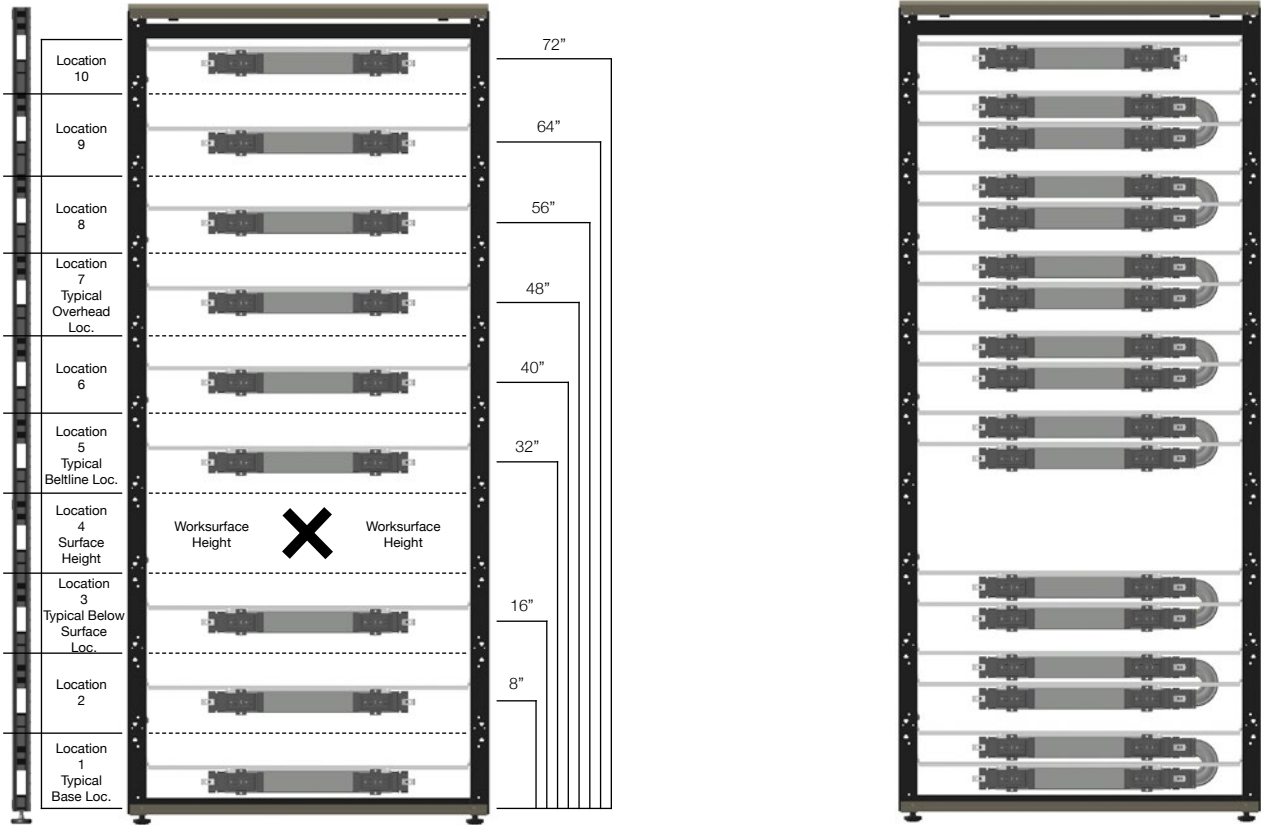 Location
10
72”
Location
9
64”
Location
8
56”
Location
7
Typical
Overhead
Loc.
48”
Location
6
40”
Location
5
Typical
Beltline Loc.
32”
Location
4
Surface
Height
Worksurface
Height
Worksurface
Height
Location
3
Typical Below
Surface
Loc.
16”
Location
2
8”
Location
1
Typical
Base Loc.